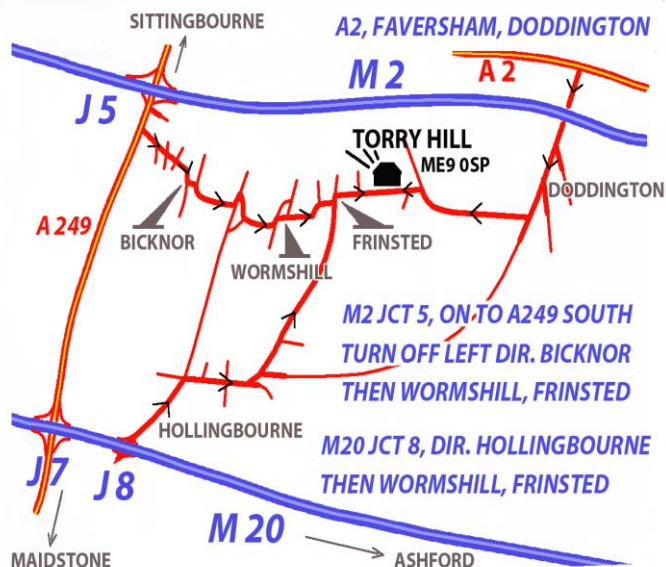 SITTINGBOURNE
A2, FAVERSHAM, DODDINGTON
M 2
A 2
J 5
TORRY HILL
ME9 0SP
DODDINGTON
A 249
BICKNOR
FRINSTED
WORMSHILL
M2 JCT 5, ON TO A249 SOUTH
TURN OFF LEFT DIR. BICKNOR
THEN WORMSHILL, FRINSTED
HOLLINGBOURNE
M20 JCT 8, DIR. HOLLINGBOURNE
THEN WORMSHILL, FRINSTED
J7
J 8
M 20
MAIDSTONE
ASHFORD